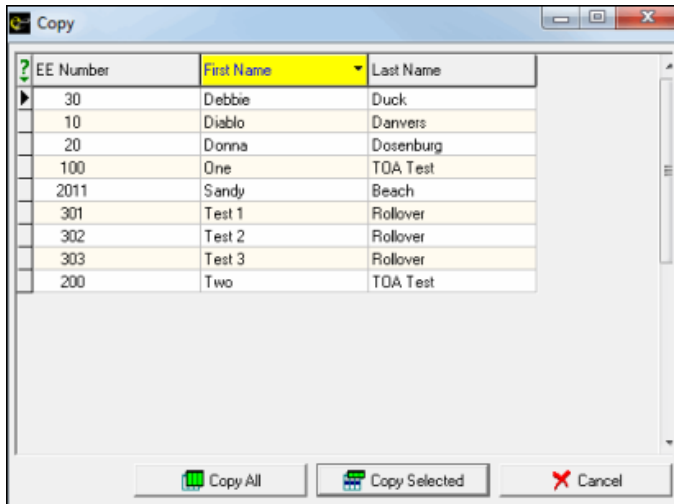 Copy
? EE Number First Name Last Name
30 Debbie Duck
10 Diablo Danvers
20 Donna Dosenburg
100 One TOA Test
2011 Sandy Beach
301 Test 1 Rollover
302 Test 2 Rollover
303 Test 3 Rollover
200 Two TOA Test
Copy All Copy Selected Cancel